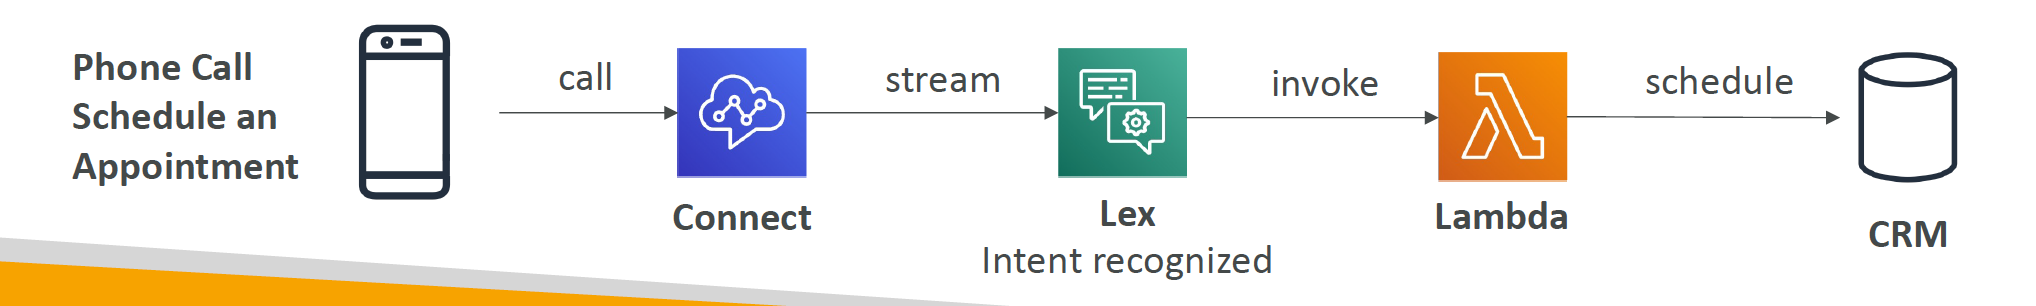 Phone Call
Schedule an
Appointment
call
Connect
stream
Lex
Intent recognized
invoke
Lambda
schedule
CRM